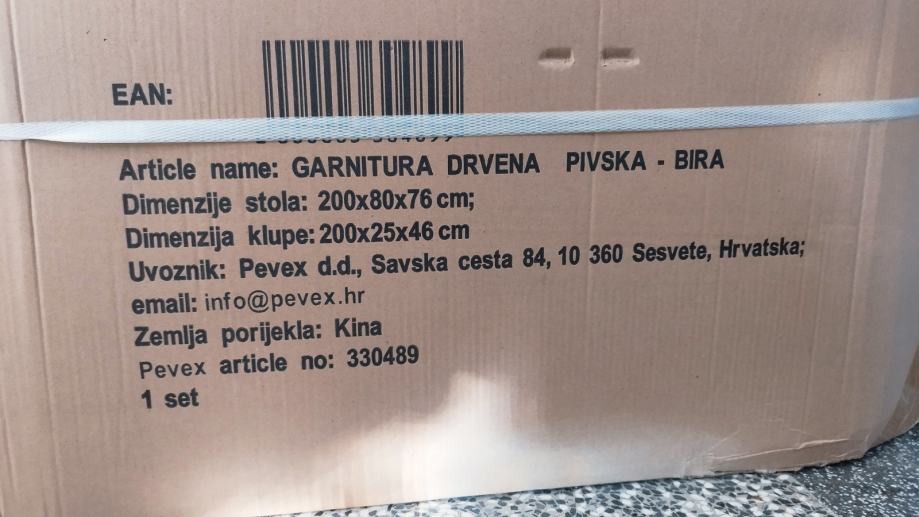 EAN:
Article name: GARNITURA DRVENA PIVSKA - BIRA
Dimenzije stola: 200x80x76 cm;
Dimenzija klupe: 200x25x46 cm
Uvoznik: Pevex d.d., Savska cesta 84, 10 360 Sesvete, Hrvatska;
email: info@pevex.hr
Zemlja porijekla: Kina
Pevex article no: 330489
1 set